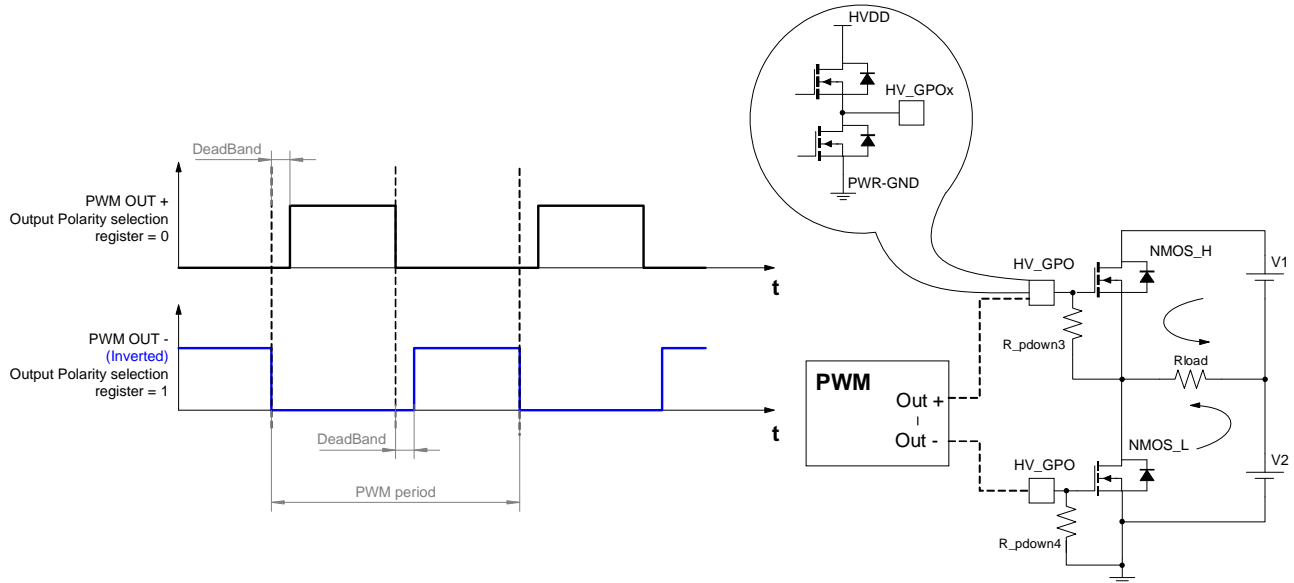 HVDD
HV_GPOx
PWR-GND
DeadBand
PWM OUT +
Output Polarity selection
register = 0
t
PWM OUT -
(Inverted)
Output Polarity selection
register = 1
t
DeadBand
PWM period
HV_GPO
NMOS_H
V1
R_pdown3
Rload
PWM
Out +
-
Out -
HV_GPO
NMOS_L
V2
R_pdown4